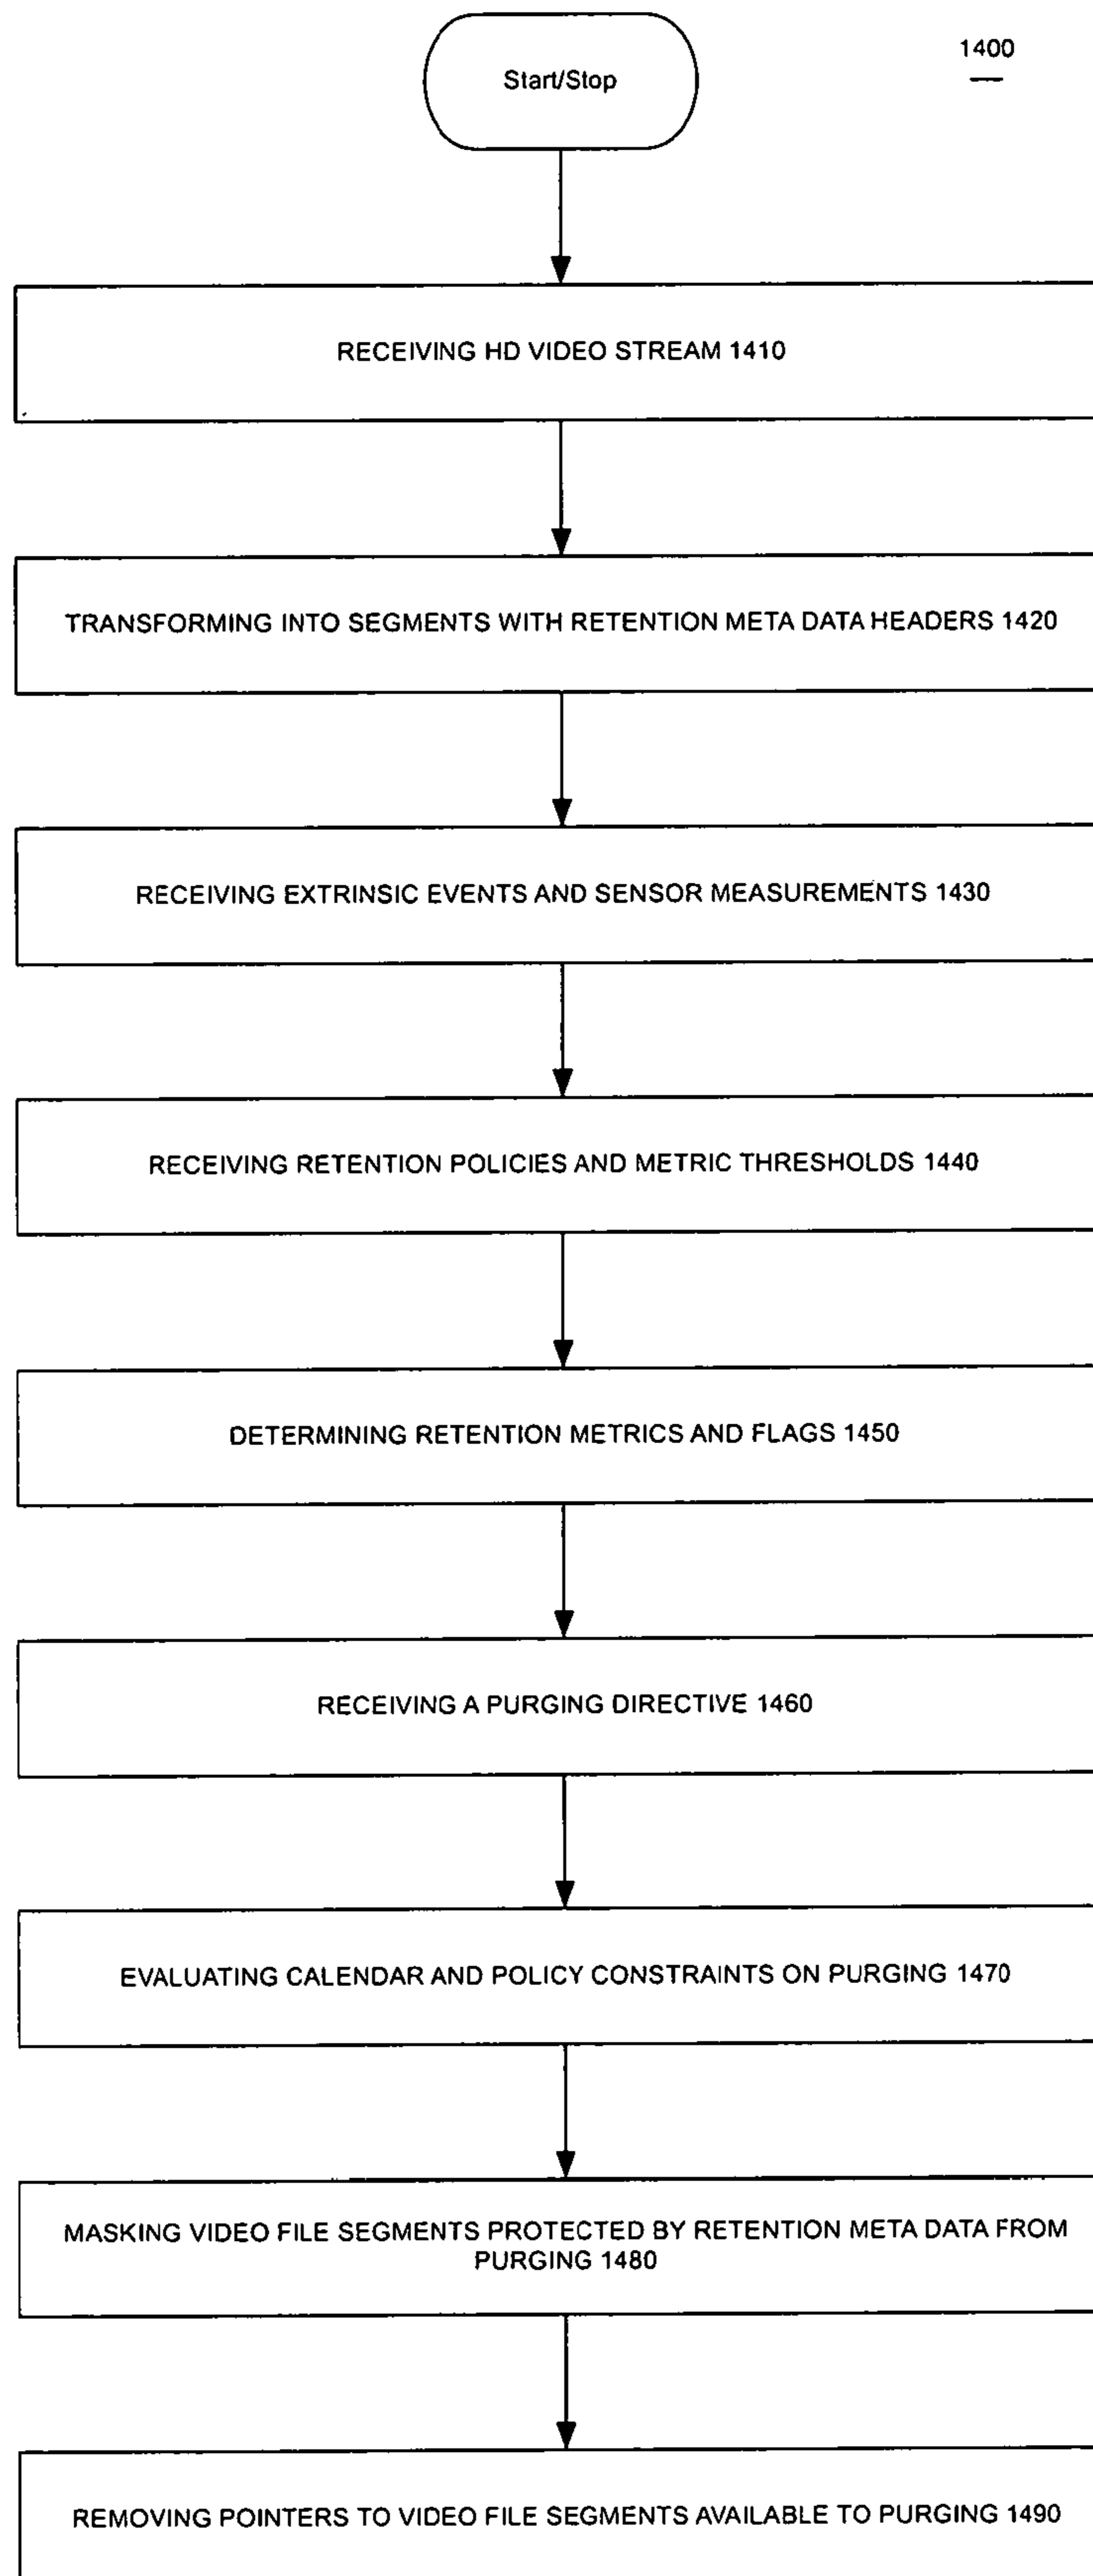 Start/Stop
1400
RECEIVING HD VIDEO STREAM 1410
TRANSFORMING INTO SEGMENTS WITH RETENTION META DATA HEADERS 1420
RECEIVING EXTRINSIC EVENTS AND SENSOR MEASUREMENTS 1430
RECEIVING RETENTION POLICIES AND METRIC THRESHOLDS 1440
DETERMINING RETENTION METRICS AND FLAGS 1450
RECEIVING A PURGING DIRECTIVE 1460
EVALUATING CALENDAR AND POLICY CONSTRAINTS ON PURGING 1470
MASKING VIDEO FILE SEGMENTS PROTECTED BY RETENTION META DATA FROM
PURGING 1480
REMOVING POINTERS TO VIDEO FILE SEGMENTS AVAILABLE TO PURGING 1490